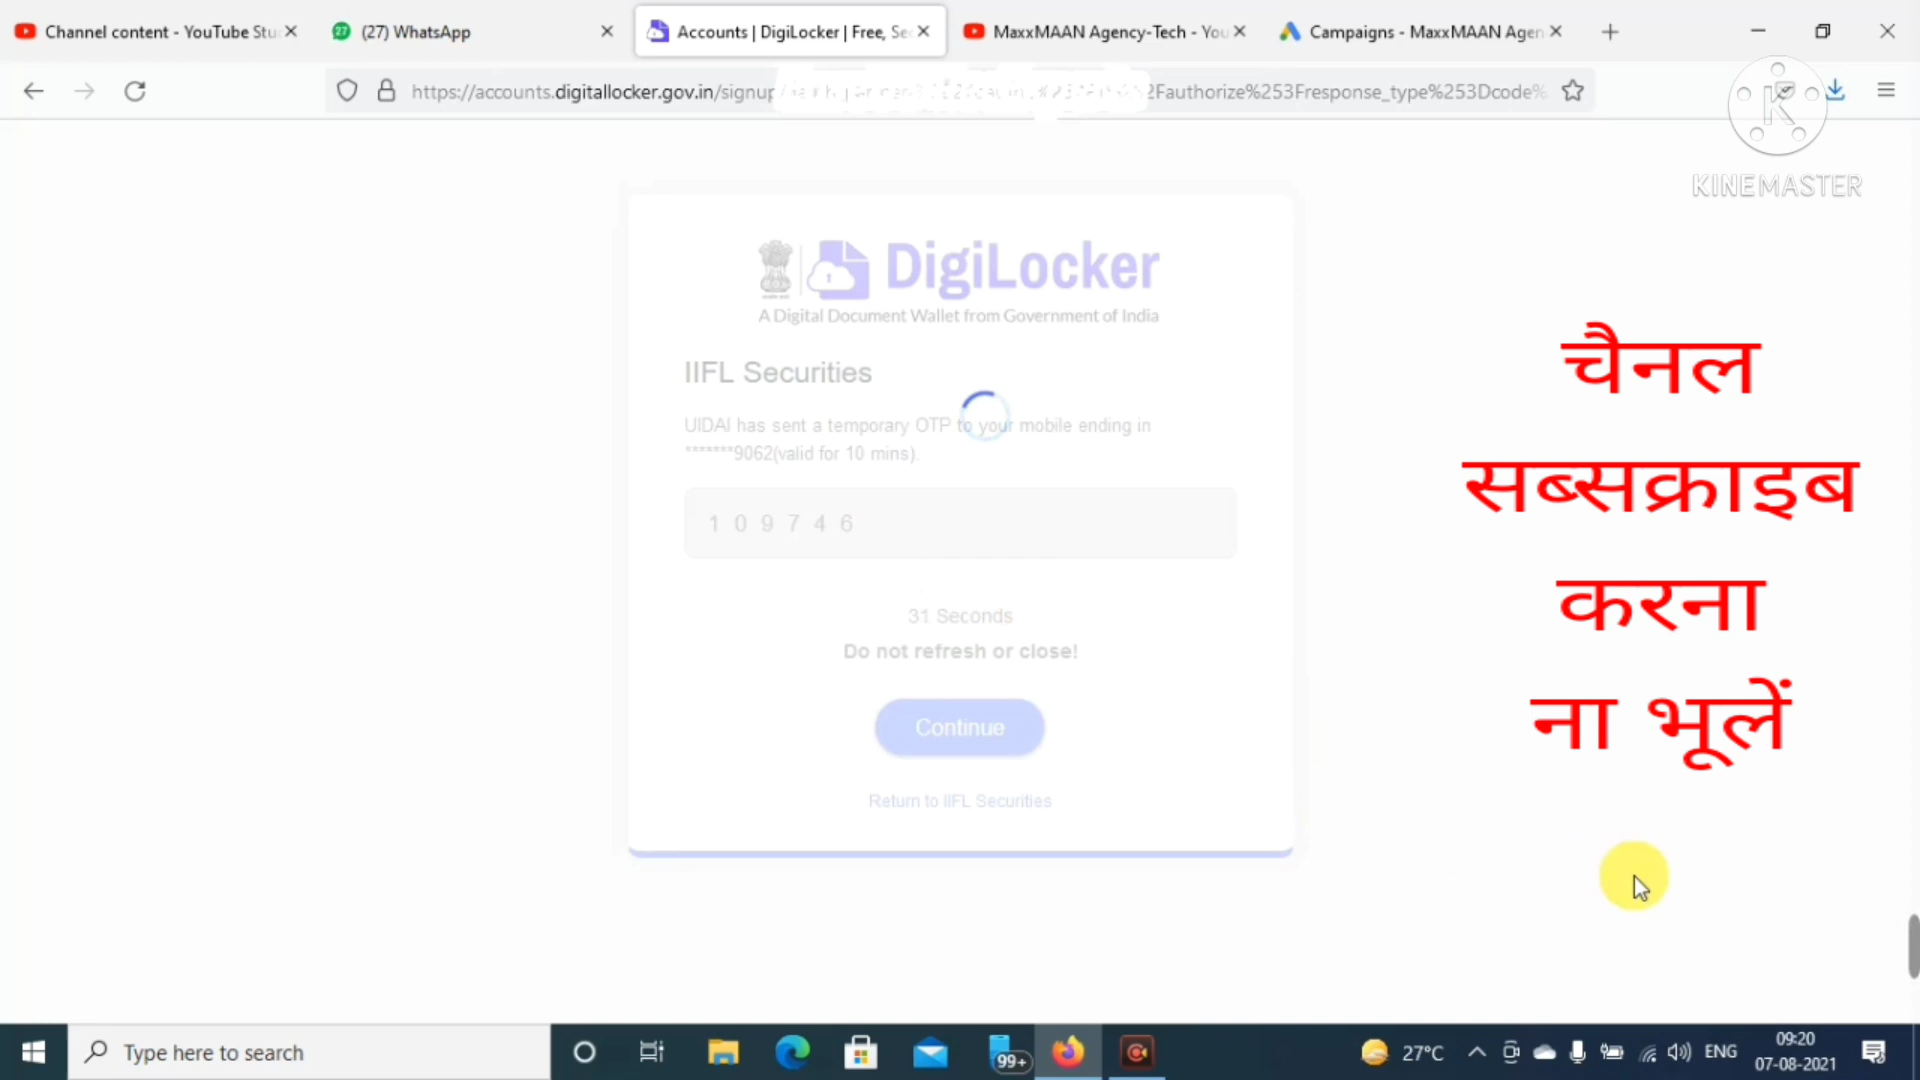 Channel content - YouTube Stu
27 (27) WhatsApp
Accounts | DigiLocker | Free, Se
MaxxMAAN Agency-Tech - You
Campaigns - MaxxMAAN Agen
https://accounts.digitallocker.gov.in/signup
2Fauthorize%253Fresponse_type%253Dcode%
K
KINEMASTER
DigiLocker
A Digital Document Wallet from Government of India
IIFL Securities
UIDAI has sent a temporary OTP to your mobile ending in
*******9062(valid for 10 mins).
1 0 9 7 4 6
31 Seconds
Do not refresh or close!
Continue
Return to IIFL Securities
चैनल
सब्सक्राइब
करना
ना भूलें
Type here to search
99+
27°C
ENG
09:20
07-08-2021